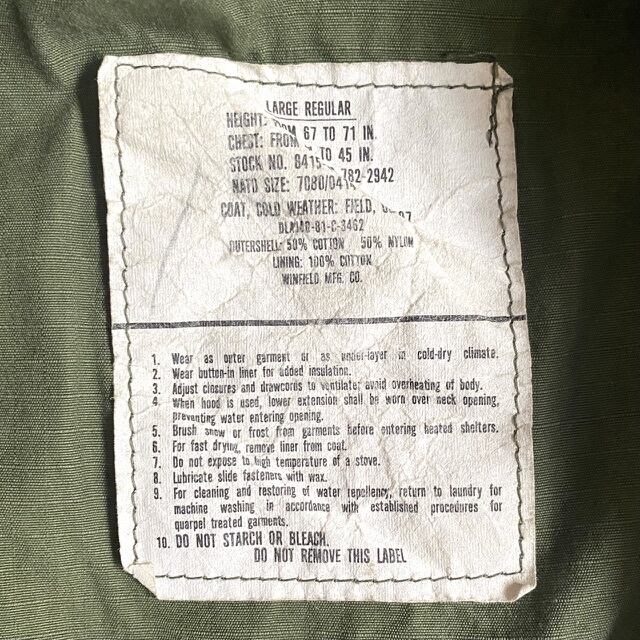 LARGE REGULAR
HEIGHT: 67 TO 71 IN.
CHEST: FROM TO 45 IN.
STOCK NO. 8415- 782-2942
NATO SIZE: 7080/041
COAT, COLD WEATHER: FIELD,
DLA140-81-C-3462
OUTERSHELL: 50% COTTON 50% NYLON
LINING: 100% COTTON
WINFIELD MFG. CO.
1. Wear as outer garment or as under-layer in cold-dry climate.
2. Wear button-in liner for added insulation.
3. Adjust closures and drawcords to ventilate; avoid overheating of body.
4. When hood is used, lower extension shall be worn over neck opening,
preventing water entering opening.
5. Brush snow or frost from garments before entering heated shelters.
6. For fast drying, remove liner from coat.
7. Do not expose to high temperature of a stove.
8. Lubricate slide fasteners with wax.
9. For cleaning and restoring of water repellency, return to laundry for
machine washing in accordance with established procedures for
quarpel treated garments.
10. DO NOT STARCH OR BLEACH.
DO NOT REMOVE THIS LABEL